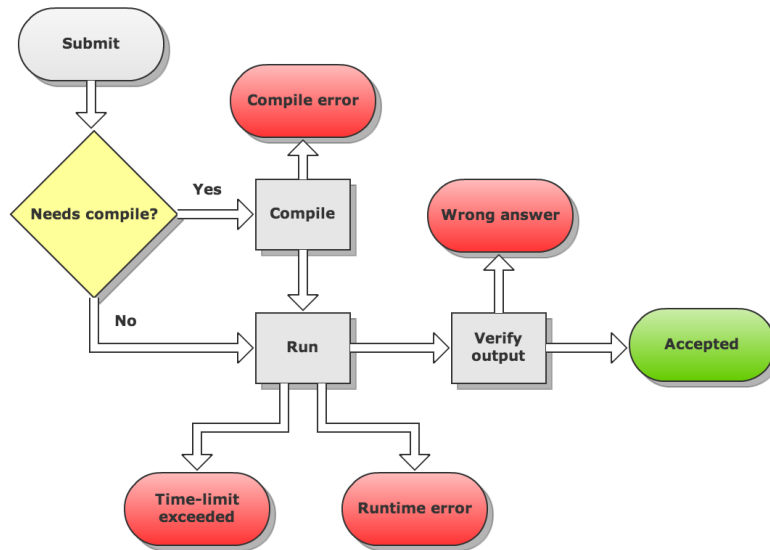 Submit
Compile error
Yes
Needs compile?
Compile
Wrong answer
No
Run
Verify
output
Accepted
Time-limit
exceeded
Runtime error